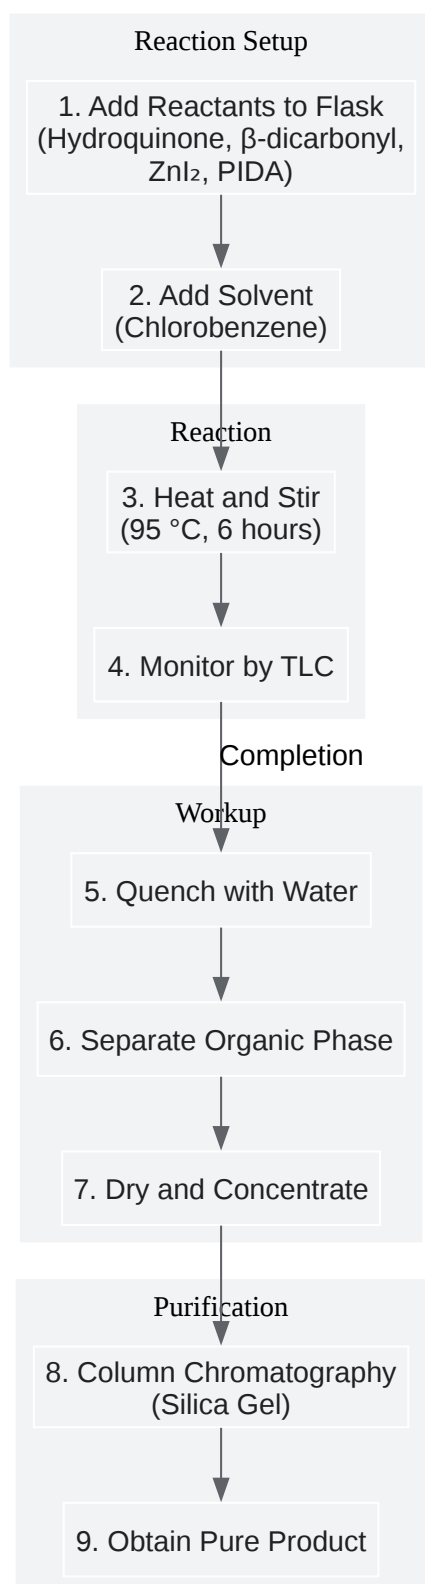 Reaction Setup
1. Add Reactants to Flask
(Hydroquinone, β-dicarbonyl,
ZnI₂, PIDA)
2. Add Solvent
(Chlorobenzene)
Reaction
3. Heat and Stir
(95 °C, 6 hours)
4. Monitor by TLC
Completion
Workup
5. Quench with Water
6. Separate Organic Phase
7. Dry and Concentrate
Purification
8. Column Chromatography
(Silica Gel)
9. Obtain Pure Product